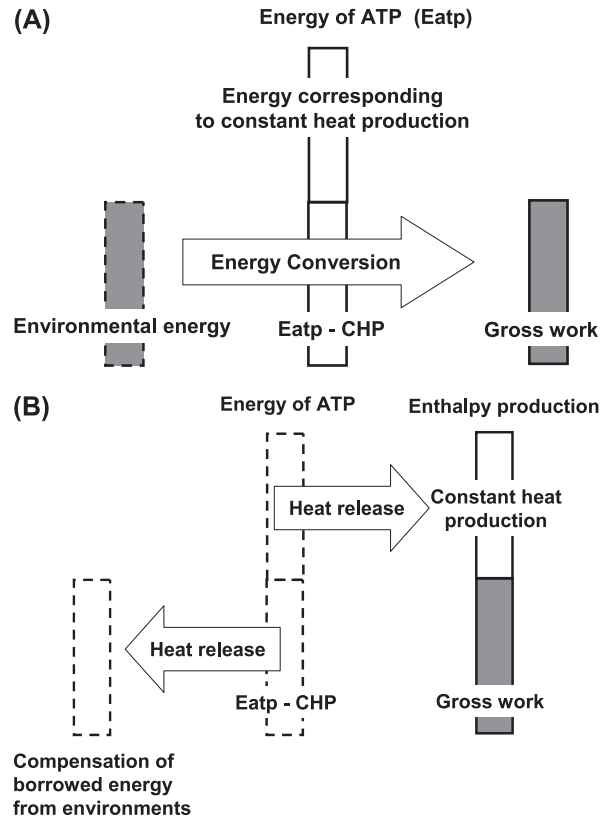 (A)
Energy of ATP (Eatp)
Energy corresponding
to constant heat production
Energy Conversion
Environmental energy
Eatp - CHP
Gross work
(B)
Energy of ATP
Enthalpy production
Heat release
Constant heat
production
Heat release
Eatp - CHP
Gross work
Compensation of
borrowed energy
from environments